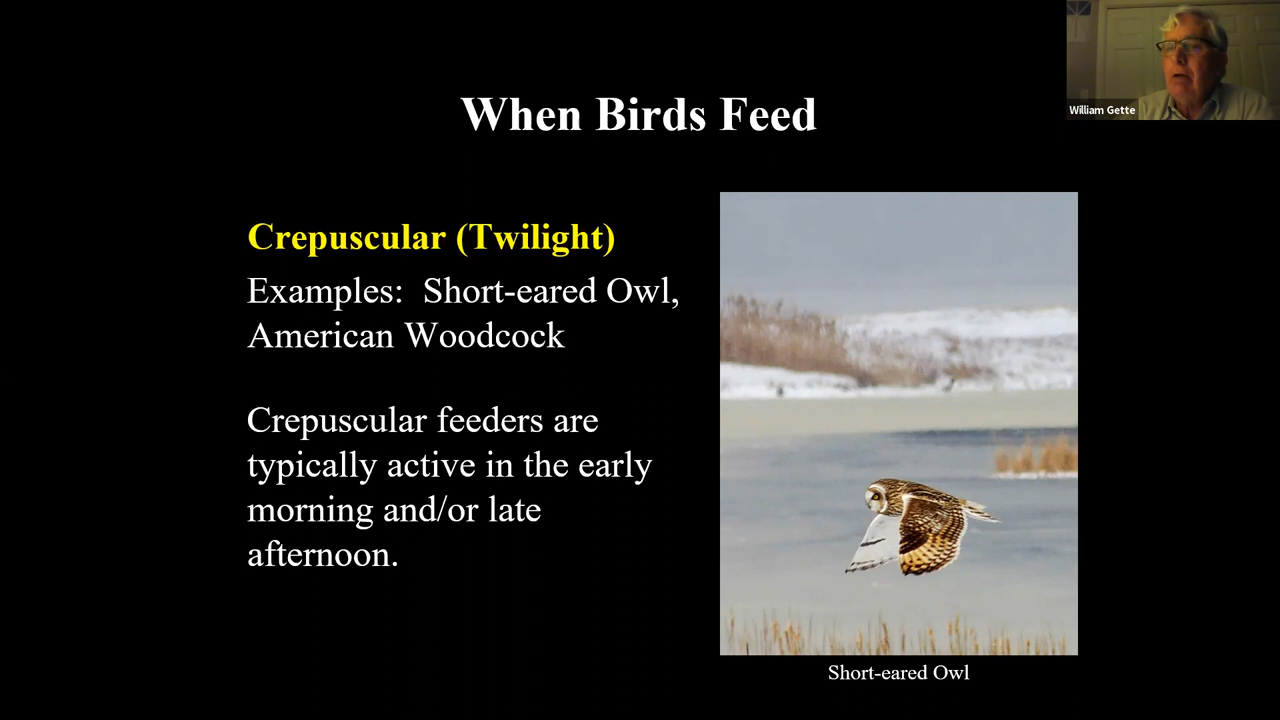 William Gette
When Birds Feed
Crepuscular (Twilight)
Examples:  Short-eared Owl,
American Woodcock
Crepuscular feeders are
typically active in the early
morning and/or late
afternoon.
Short-eared Owl